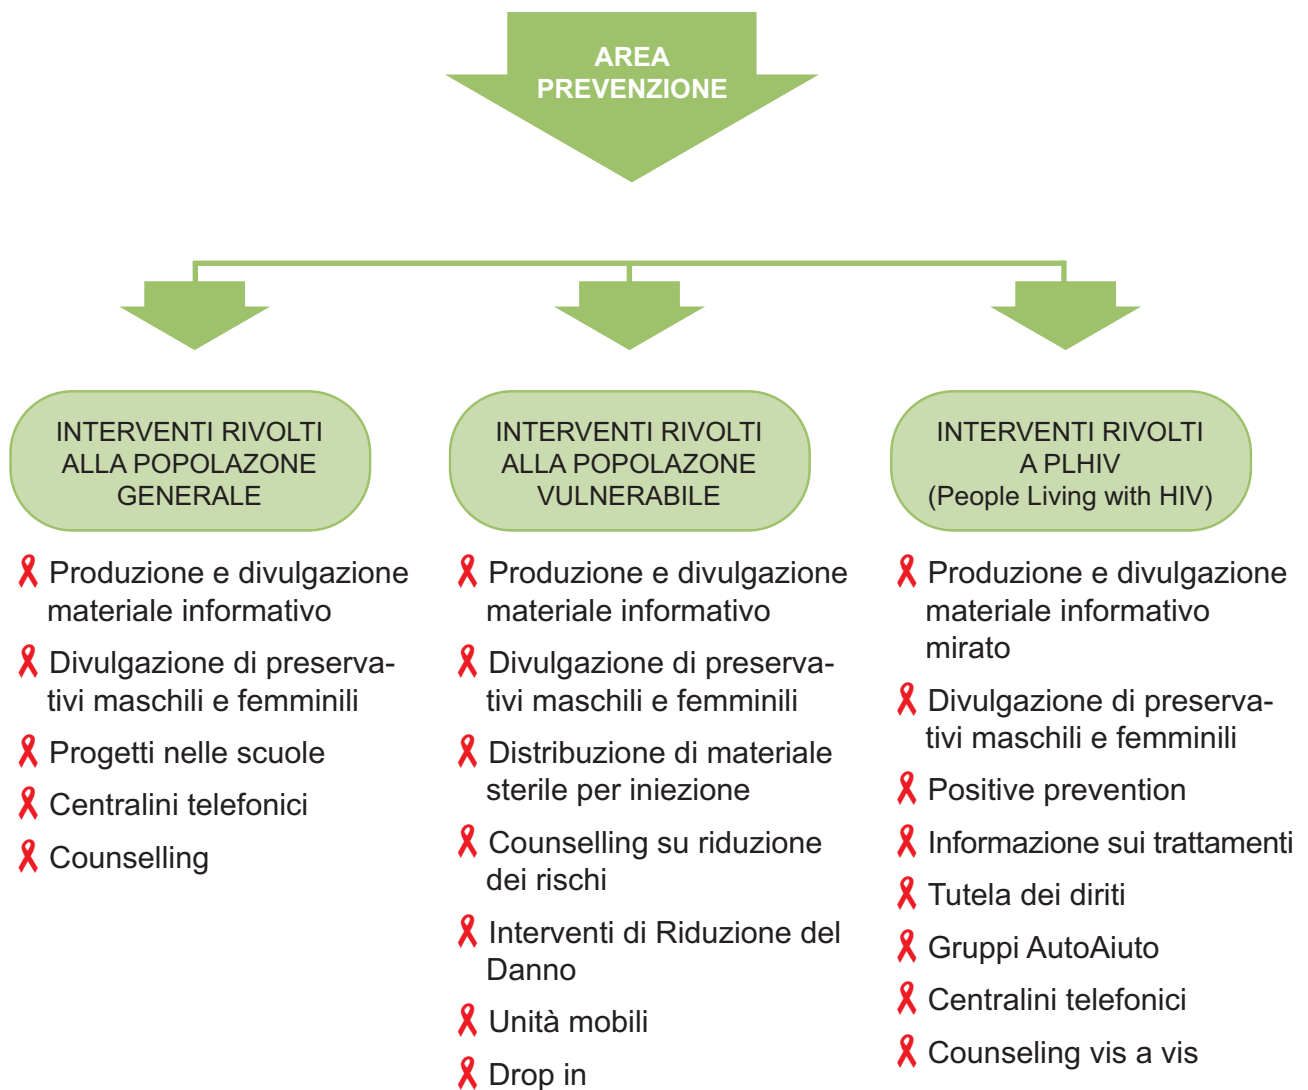 AREA
PREVENZIONE
INTERVENTI RIVOLTI
ALLA POPOLAZONE
GENERALE
Produzione e divulgazione
materiale informativo
Divulgazione di preserva-
tivi maschili e femminili
Progetti nelle scuole
Centralini telefonici
Counselling
INTERVENTI RIVOLTI
ALLA POPOLAZONE
VULNERABILE
Produzione e divulgazione
materiale informativo
Divulgazione di preserva-
tivi maschili e femminili
Distribuzione di materiale
sterile per iniezione
Counselling su riduzione
dei rischi
Interventi di Riduzione del
Danno
Unità mobili
Drop in
INTERVENTI RIVOLTI
A PLHIV
(People Living with HIV)
Produzione e divulgazione
materiale informativo
mirato
Divulgazione di preserva-
tivi maschili e femminili
Positive prevention
Informazione sui trattamenti
Tutela dei diriti
Gruppi AutoAiuto
Centralini telefonici
Counseling vis a vis